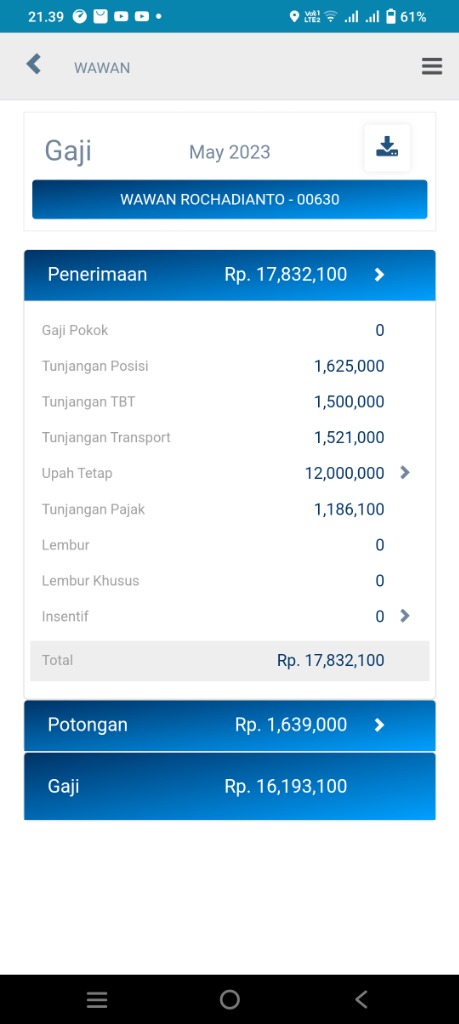 21.39 61%
Vo)) LTE2
WAWAN
Gaji May 2023
WAWAN ROCHADIANTO - 00630
Penerimaan Rp. 17,832,100
Gaji Pokok 0
Tunjangan Posisi 1,625,000
Tunjangan TBT 1,500,000
Tunjangan Transport 1,521,000
Upah Tetap 12,000,000
Tunjangan Pajak 1,186,100
Lembur 0
Lembur Khusus 0
Insentif 0
Total Rp. 17,832,100
Potongan Rp. 1,639,000
Gaji Rp. 16,193,100